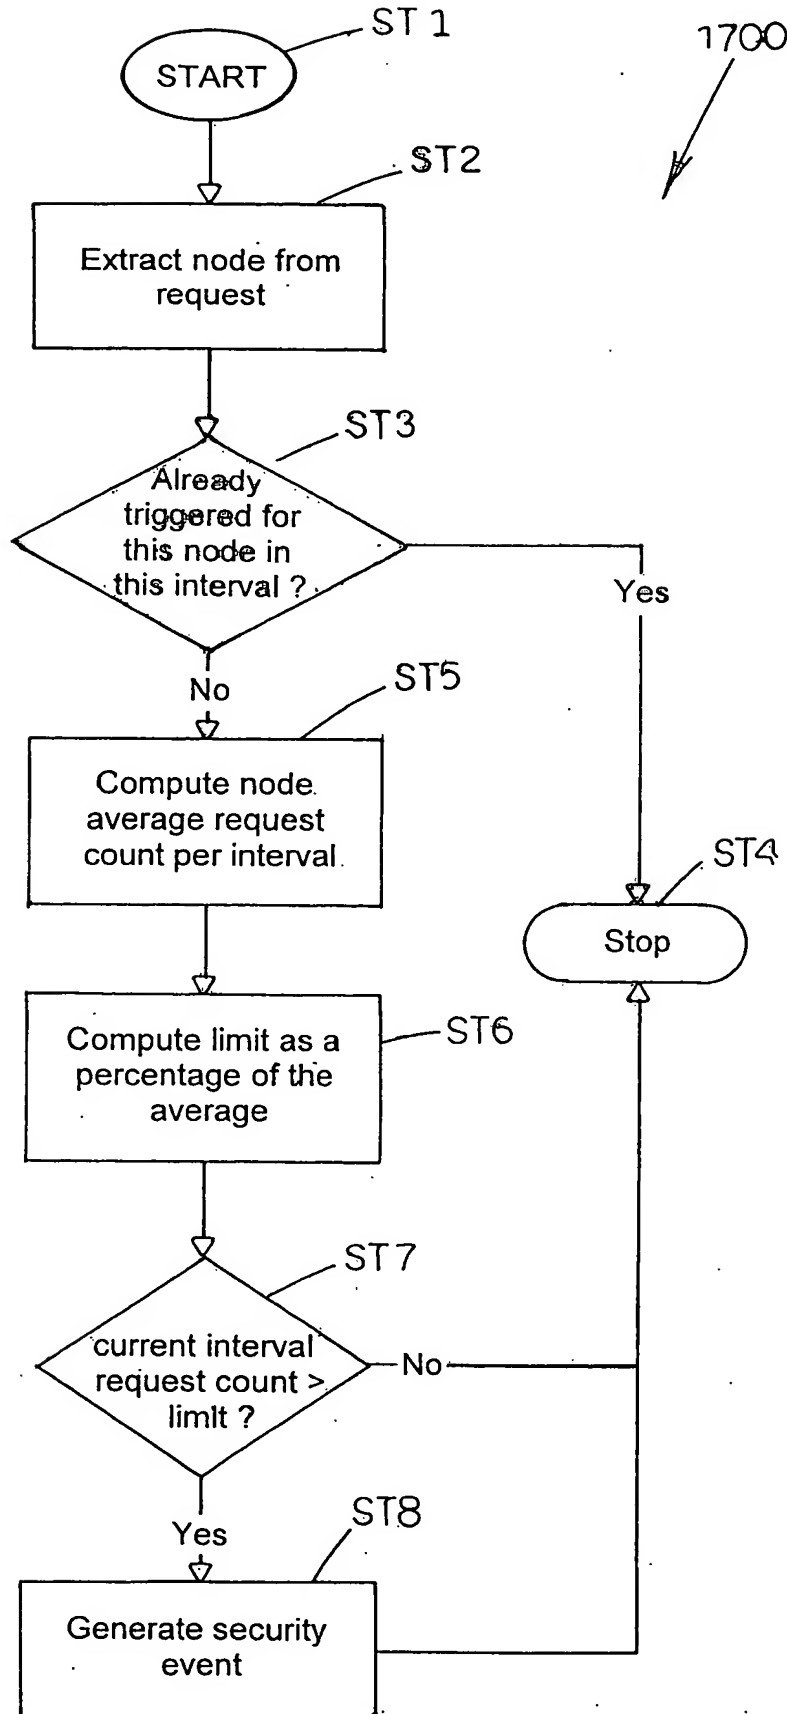 ST1
1700
START
ST2
Extract node from
request
ST3
Already
triggered for
this node in
this interval ?
Yes
No
ST5
Compute node
average request
count per interval
ST4
Stop
Compute limit as a
percentage of the
average
ST6
ST7
current interval
request count >
limit ?
No
Yes
ST8
Generate security
event